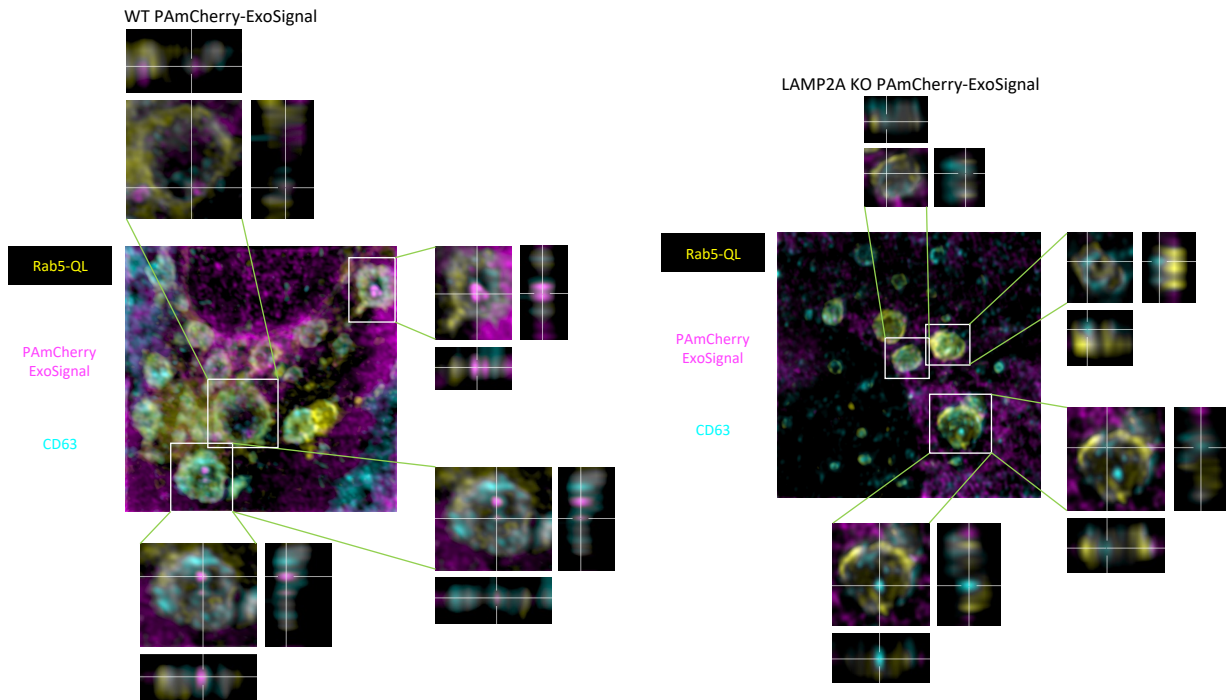 WT PAmCherry-ExoSignal
Rab5-QL
PAmCherry
ExoSignal
CD63
LAMP2A KO PAmCherry-ExoSignal
Rab5-QL
PAmCherry
ExoSignal
CD63